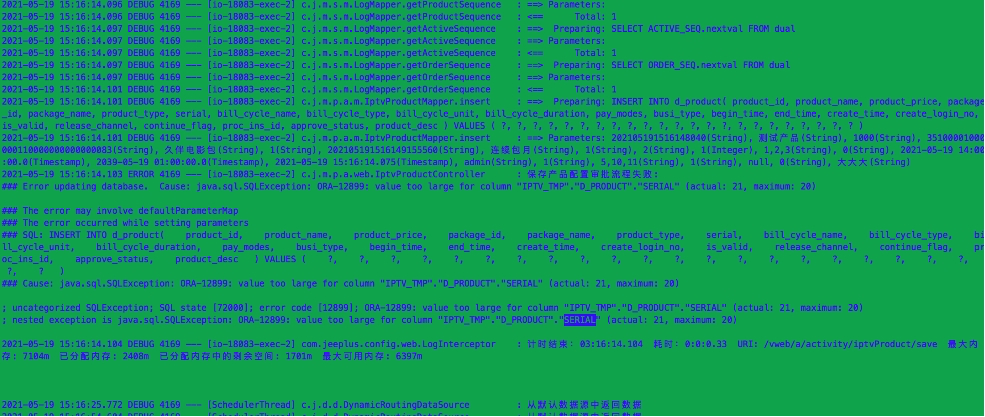 2021-05-19 15:16:14.096 DEBUG 4169 --- [io-18083-exec-2] c.j.m.s.m.LogMapper.getProductSequence : ==> Parameters:
2021-05-19 15:16:14.096 DEBUG 4169 --- [io-18083-exec-2] c.j.m.s.m.LogMapper.getProductSequence : <== Total: 1
2021-05-19 15:16:14.097 DEBUG 4169 --- [io-18083-exec-2] c.j.m.s.m.LogMapper.getActiveSequence : ==> Preparing: SELECT ACTIVE_SEQ.nextval FROM dual
2021-05-19 15:16:14.097 DEBUG 4169 --- [io-18083-exec-2] c.j.m.s.m.LogMapper.getActiveSequence : ==> Parameters:
2021-05-19 15:16:14.097 DEBUG 4169 --- [io-18083-exec-2] c.j.m.s.m.LogMapper.getActiveSequence : <== Total: 1
2021-05-19 15:16:14.097 DEBUG 4169 --- [io-18083-exec-2] c.j.m.s.m.LogMapper.getOrderSequence : ==> Preparing: SELECT ORDER_SEQ.nextval FROM dual
2021-05-19 15:16:14.097 DEBUG 4169 --- [io-18083-exec-2] c.j.m.s.m.LogMapper.getOrderSequence : ==> Parameters:
2021-05-19 15:16:14.101 DEBUG 4169 --- [io-18083-exec-2] c.j.m.s.m.LogMapper.getOrderSequence : <== Total: 1
2021-05-19 15:16:14.101 DEBUG 4169 --- [io-18083-exec-2] c.j.m.p.a.m.IptvProductMapper.insert : ==> Preparing: INSERT INTO d_product( product_id, product_name, product_price, package
_id, package_name, product_type, serial, bill_cycle_name, bill_cycle_type, bill_cycle_unit, bill_cycle_duration, pay_modes, busi_type, begin_time, end_time, create_time, create_login_no,
is_valid, release_channel, continue_flag, proc_ins_id, approve_status, product_desc ) VALUES ( ?, ?, ?, ?, ?, ?, ?, ?, ?, ?, ?, ?, ?, ?, ?, ?, ?, ?, ?, ?, ?, ?, ? )
2021-05-19 15:16:14.101 DEBUG 4169 --- [io-18083-exec-2] c.j.m.p.a.m.IptvProductMapper.insert : ==> Parameters: 202105191516148040(String), 测试产品(String), 1000(String), 3510001000
000110000000000000083(String), 久伴电影包(String), 1(String), 202105191516149155560(String), 连续包月(String), 1(String), 2(String), 1(Integer), 1,2,3(String), 0(String), 2021-05-19 14:00
:00.0(Timestamp), 2039-05-19 01:00:00.0(Timestamp), 2021-05-19 15:16:14.075(Timestamp), admin(String), 1(String), 5,10,11(String), 1(String), null, 0(String), 大大大(String)
2021-05-19 15:16:14.103 ERROR 4169 --- [io-18083-exec-2] c.j.m.p.a.web.IptvProductController : 保存产品配置审批流程失败:
### Error updating database. Cause: java.sql.SQLException: ORA-12899: value too large for column "IPTV_TMP"."D_PRODUCT"."SERIAL" (actual: 21, maximum: 20)
### The error may involve defaultParameterMap
### The error occurred while setting parameters
### SQL: INSERT INTO d_product( product_id, product_name, product_price, package_id, package_name, product_type, serial, bill_cycle_name, bill_cycle_type, bi
ll_cycle_unit, bill_cycle_duration, pay_modes, busi_type, begin_time, end_time, create_time, create_login_no, is_valid, release_channel, continue_flag, pr
oc_ins_id, approve_status, product_desc ) VALUES ( ?, ?, ?, ?, ?, ?, ?, ?, ?, ?, ?, ?, ?, ?, ?, ?, ?, ?, ?, ?, ?,
?, ? )
### Cause: java.sql.SQLException: ORA-12899: value too large for column "IPTV_TMP"."D_PRODUCT"."SERIAL" (actual: 21, maximum: 20)
; uncategorized SQLException; SQL state [72000]; error code [12899]; ORA-12899: value too large for column "IPTV_TMP"."D_PRODUCT"."SERIAL" (actual: 21, maximum: 20)
; nested exception is java.sql.SQLException: ORA-12899: value too large for column "IPTV_TMP"."D_PRODUCT"."SERIAL" (actual: 21, maximum: 20)
2021-05-19 15:16:14.104 DEBUG 4169 --- [io-18083-exec-2] com.jeeplus.config.web.LogInterceptor : 计时结束: 03:16:14.104 耗时: 0:0:0.33 URI: /vweb/a/activity/iptvProduct/save 最大内
存: 7104m 已分配内存: 2408m 已分配内存中的剩余空间: 1701m 最大可用内存: 6397m
2021-05-19 15:16:25.772 DEBUG 4169 --- [SchedulerThread] c.j.d.d.DynamicRoutingDataSource : 从默认数据源中返回数据